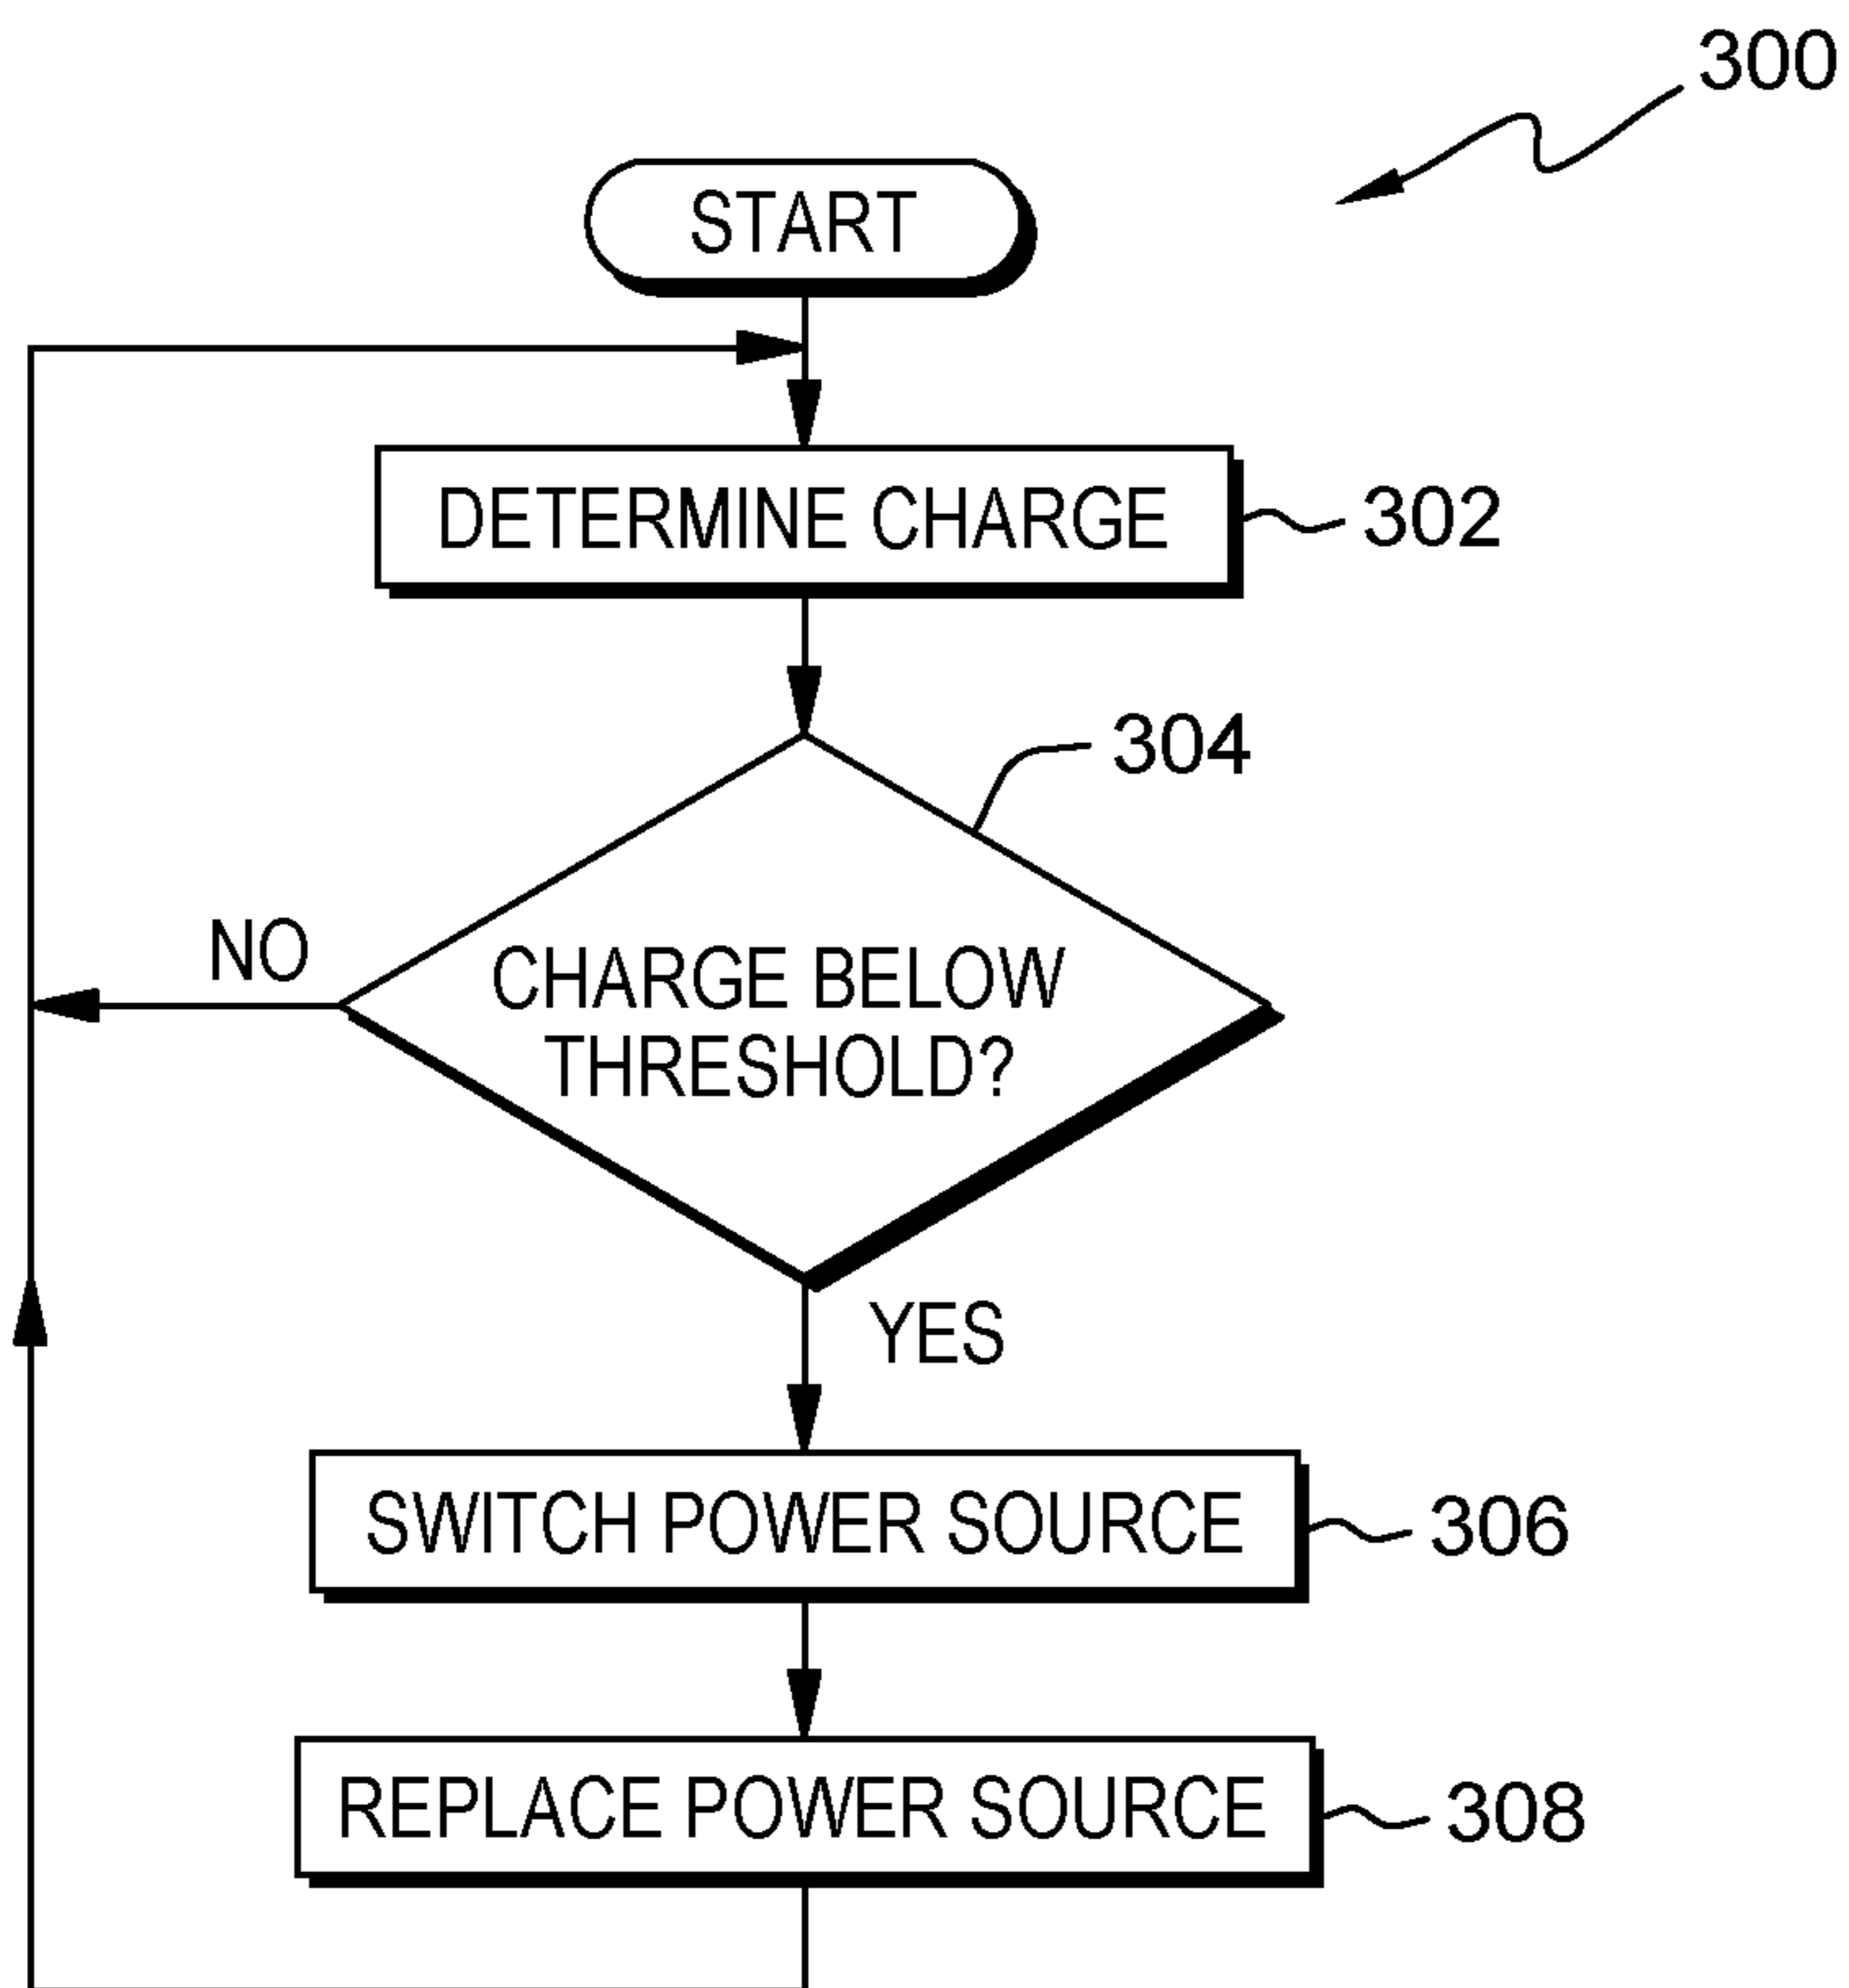 300
START
DETERMINE CHARGE
302
304
NO
CHARGE BELOW
THRESHOLD?
YES
SWITCH POWER SOURCE
306
REPLACE POWER SOURCE
308